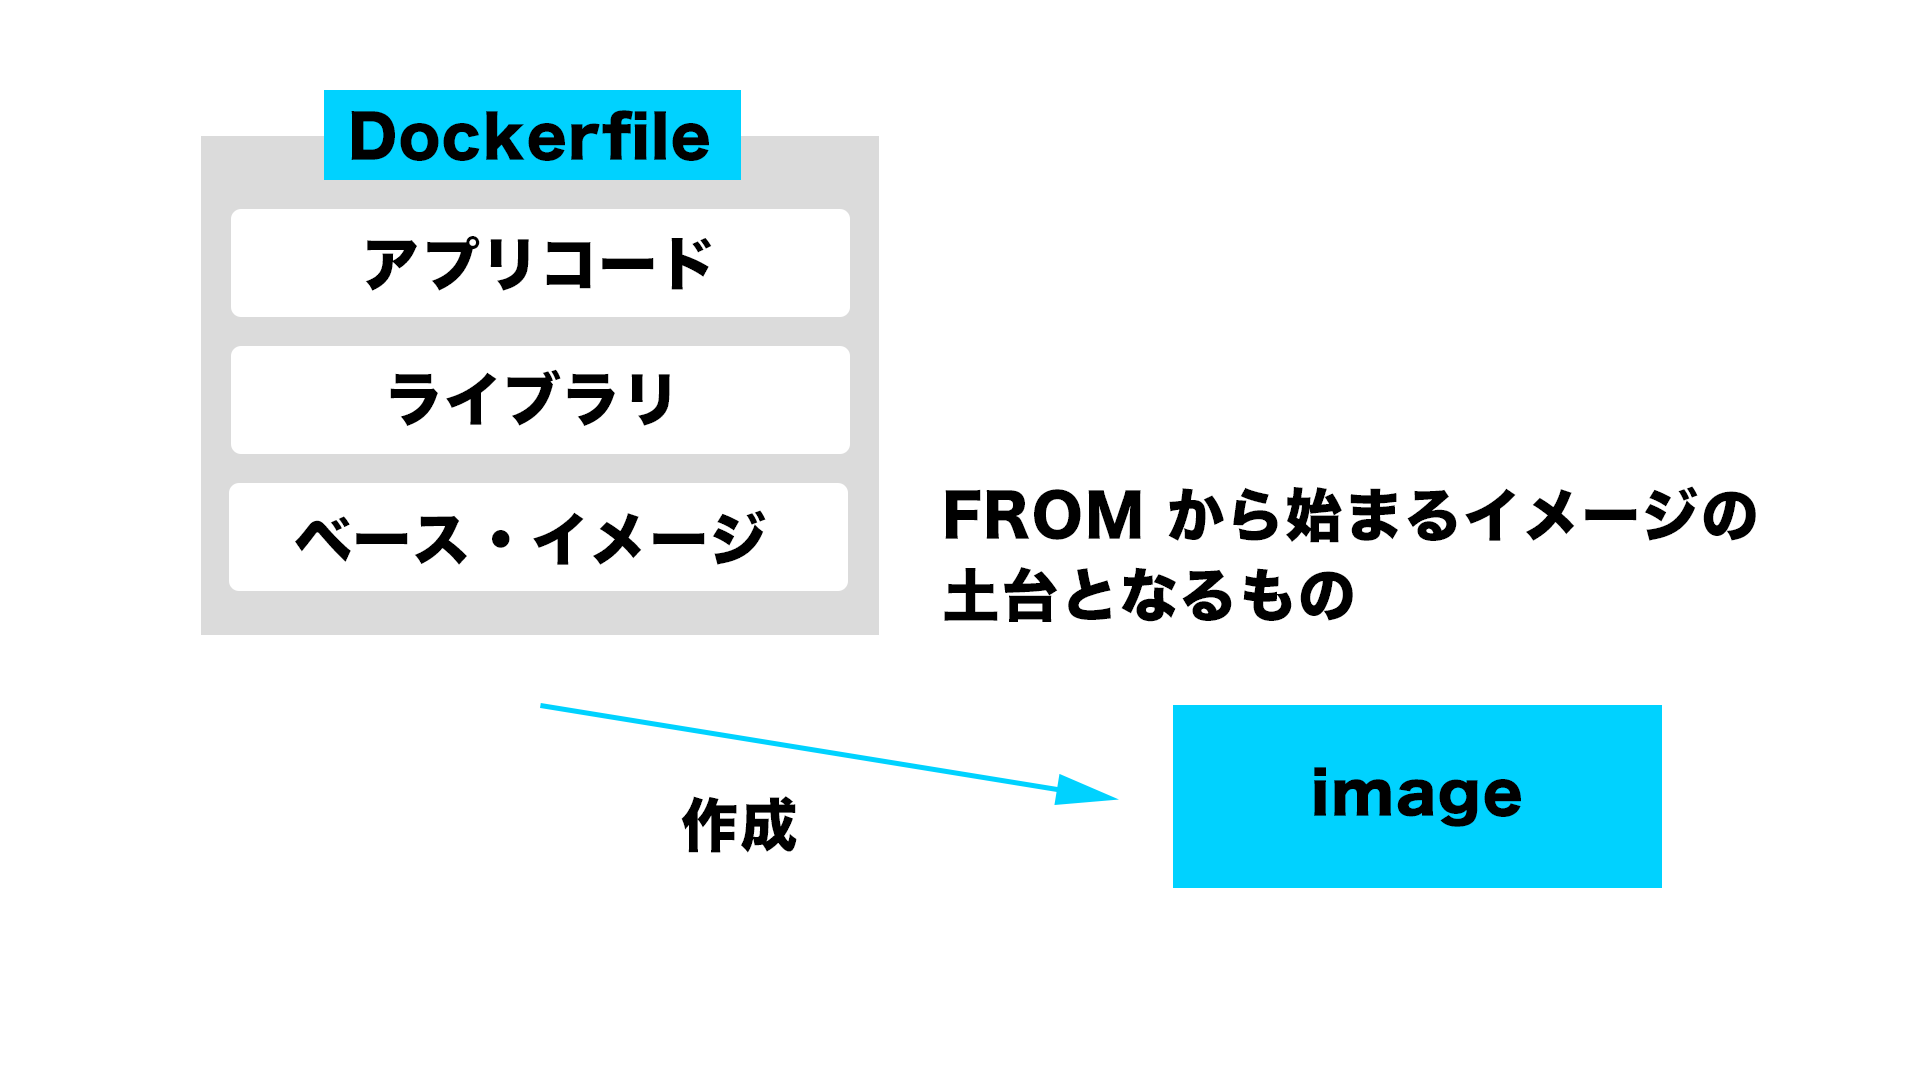 Dockerfile
アプリコード
ライブラリ
ベース・イメージ
FROM から始まるイメージの
土台となるもの
作成
image